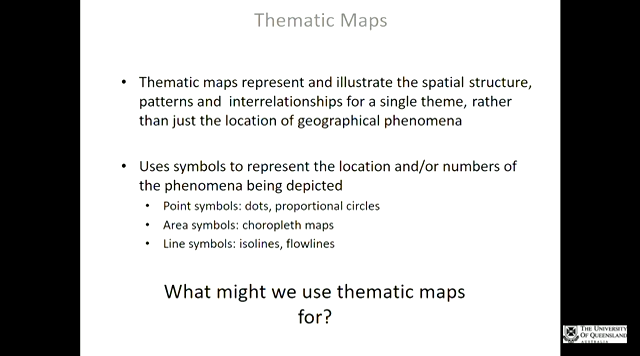 Thematic Maps
• Thematic maps represent and illustrate the spatial structure,
patterns and interrelationships for a single theme, rather
than just the location of geographical phenomena
• Uses symbols to represent the location and/or numbers of
the phenomena being depicted
• Point symbols: dots, proportional circles
• Area symbols: choropleth maps
• Line symbols: isolines, flowlines
What might we use thematic maps
for?
THE UNIVERSITY
OF QUEENSLAND
AUSTRALIA